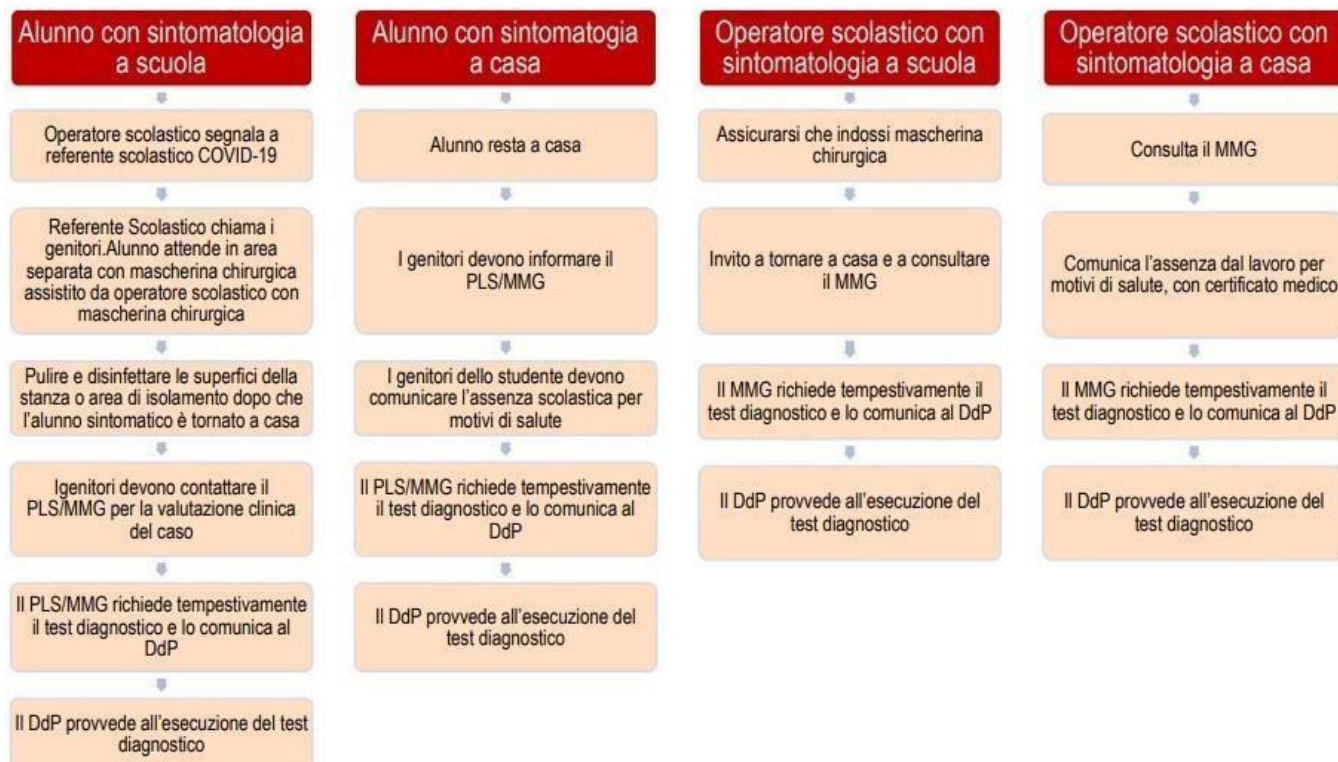 Alunno con sintomatologia
a scuola
Operatore scolastico segnala a
referente scolastico COVID-19
Referente Scolastico chiama i
genitori.Alunno attende in area
separata con mascherina chirurgica
assistito da operatore scolastico con
mascherina chirurgica
Pulire e disinfettare le superfici della
stanza o area di isolamento dopo che
l'alunno sintomatico è tornato a casa
Igenitori devono contattare il
PLS/MMG per la valutazione clinica
del caso
Il PLS/MMG richiede tempestivamente
il test diagnostico e lo comunica al
DdP
Il DdP provvede all'esecuzione del test
diagnostico
Alunno con sintomatogia
a casa
Alunno resta a casa
I genitori devono informare il
PLS/MMG
I genitori dello studente devono
comunicare l'assenza scolastica per
motivi di salute
Il PLS/MMG richiede tempestivamente
il test diagnostico e lo comunica al
DdP
Il DdP provvede all'esecuzione del
test diagnostico
Operatore scolastico con
sintomatologia a scuola
Assicurarsi che indossi mascherina
chirurgica
Invito a tornare a casa e a consultare
il MMG
Il MMG richiede tempestivamente il
test diagnostico e lo comunica al DdP
Il DdP provvede all'esecuzione del
test diagnostico
Operatore scolastico con
sintomatologia a casa
Consulta il MMG
Comunica l'assenza dal lavoro per
motivi di salute, con certificato medico
Il MMG richiede tempestivamente il
test diagnostico e lo comunica al DdP
Il DdP provvede all'esecuzione del
test diagnostico